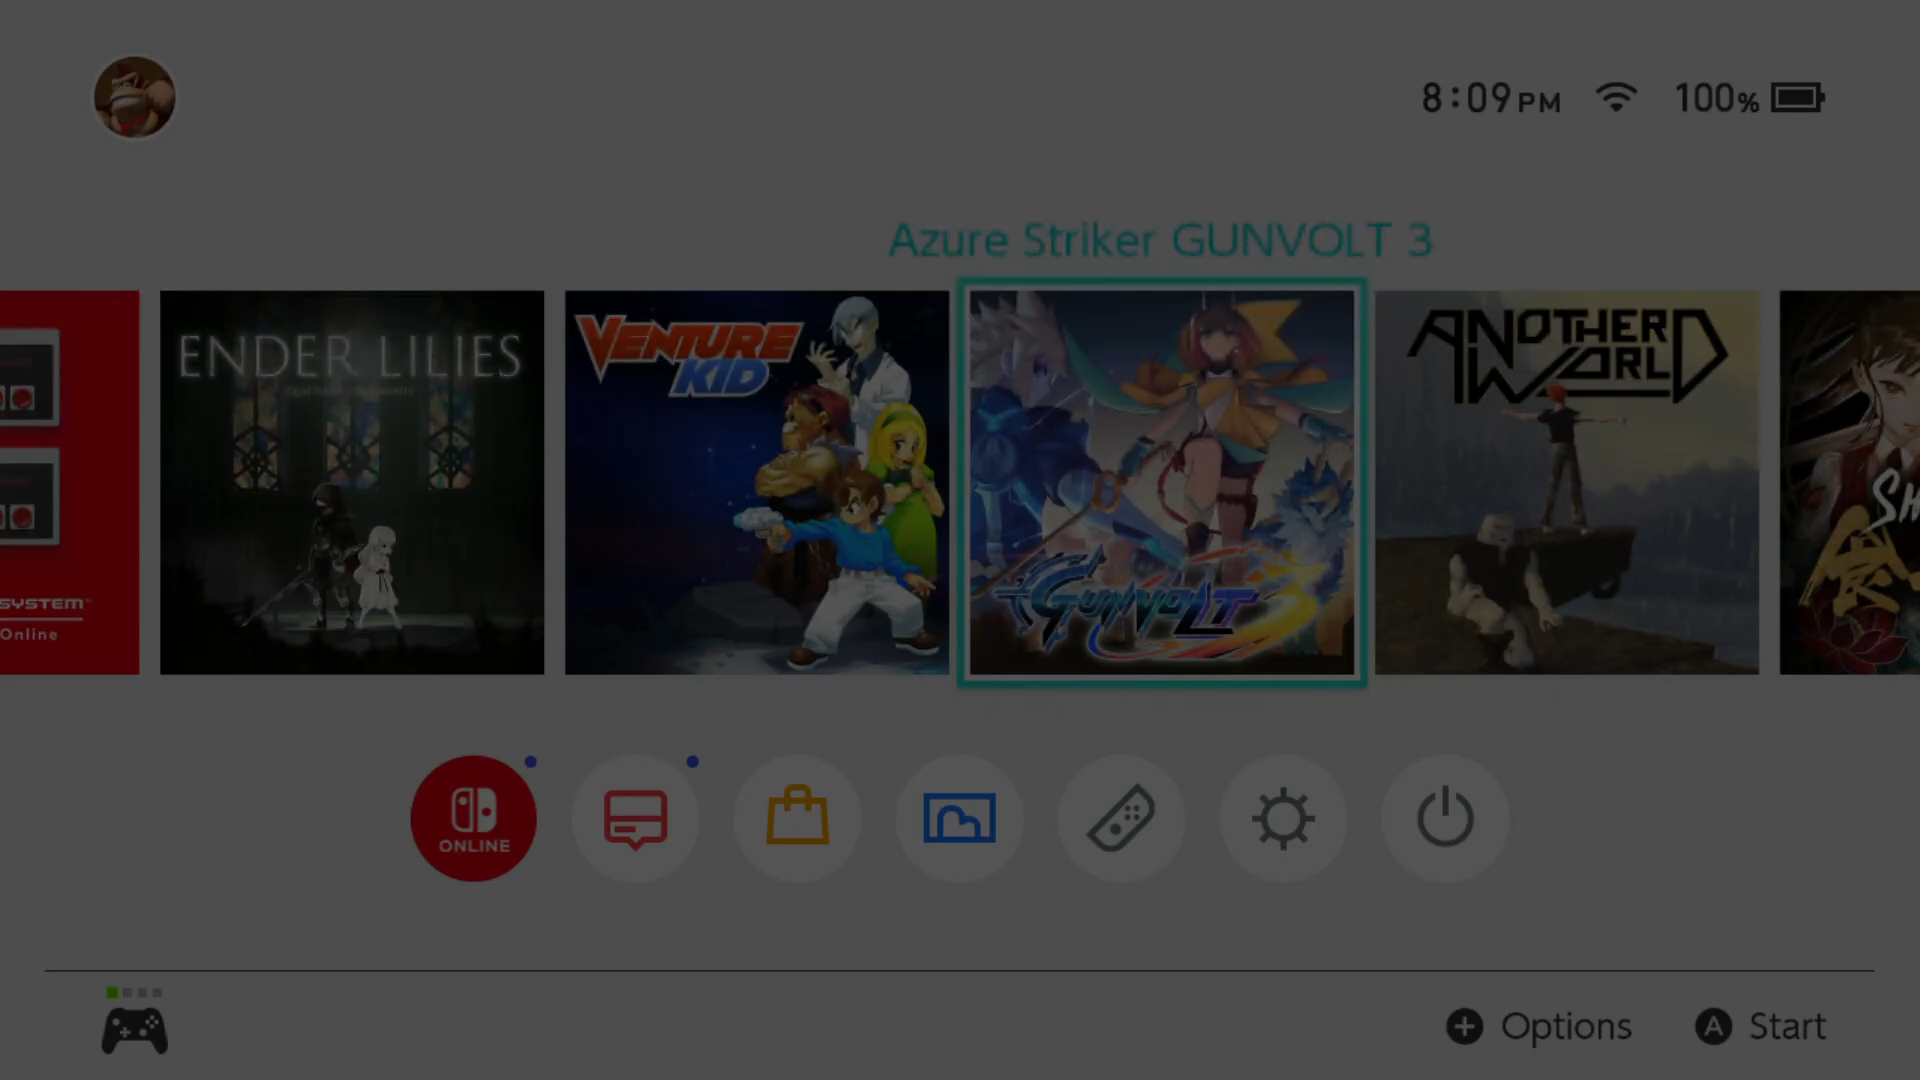 8:09 PM 100%
Azure Striker GUNVOLT 3
ENDER LILIES
VENTURE
KID
ANOTHER
WORLD
GUNVOLT 3
SYSTEM™
Online
ONLINE
Options
A Start